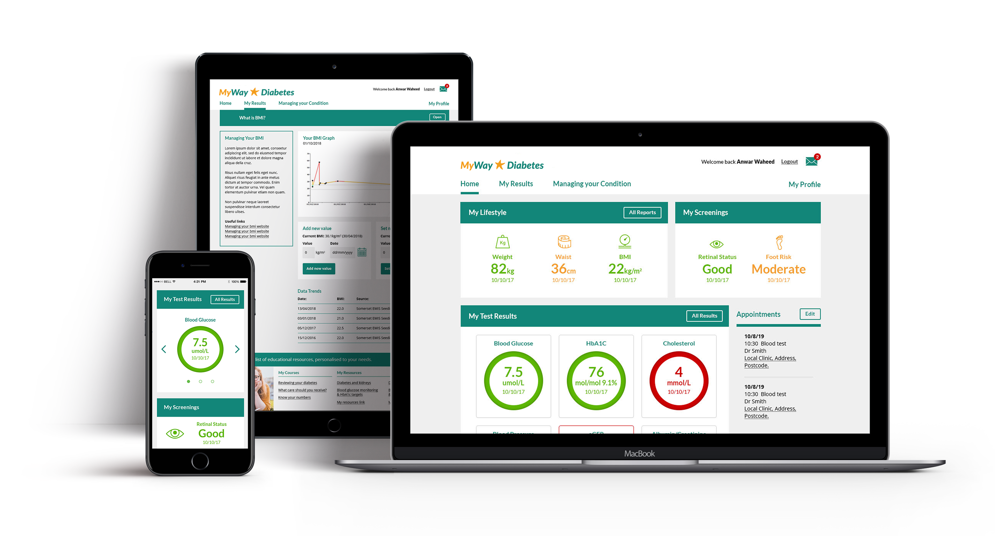 MyWay Diabetes
Welcome back Anwar Waheed Logout 2
Home My Results Managing your Condition My Profile
What is BMI? Open
Managing Your BMI
Lorem ipsum dolor sit amet, conseetur
adipiscing elit, sed do eiusmod tempor
incididunt ut labore et dolore magna
aliqua della cruz.
Risus nullam eget felis eget nunc.
Aliquet risus feugiat in ante metus
dictum at tempor commodo. Enim
tortor at auctor urna. Vel quam
elementum pulvinar etiam non quam.
Non pulvinar neque laoreet
suspendisse interdum consectetur
libero ulises.
Useful links
Managing your bmi website
Managing your bmi website
Managing your bmi website
Your BMI Graph
01/10/2018
70
60
50
40
30
20
10
0
01/02/2018 01/03/2018 01/04/2018
Add new value
Current BMI: 30.1kg/m² (30/04/2018)
Value Date
0 kg/m² dd/mm/yyyy
Add new value
Set
Value
0
Set
Data Trends
Date: BMI: Source:
13/04/2018 22.0 Somerset EMIS
03/01/2018 21.0 Somerset EMIS
05/12/2017 22.5 Somerset EMIS
15/12/2016 22.0 Somerset EMIS
list of educational resources, personalised to your needs.
My Courses
Reviewing your diabetes
What care should you receive?
Know your numbers
My Resources
Diabetes and kidneys
Blood glucose monitoring
& HbA1c targets
My resources link
BELL 4:21 PM 100%
My Test Results All Results
Blood Glucose
7.5
umol/L
10/10/17
My Screenings
Retinal Status
Good
10/10/17
MyWay Diabetes
Welcome back Anwar Waheed Logout 2
Home My Results Managing your Condition My Profile
My Lifestyle All Reports
Kg
Weight
82kg
10/10/17
Waist
36cm
10/10/17
BMI
22kg/m²
10/10/17
My Screenings
Retinal Status
Good
10/10/17
Foot Risk
Moderate
10/10/17
My Test Results All Results
Blood Glucose
7.5
umol/L
10/10/17
HbA1C
76
mol/mol 9.1%
10/10/17
Cholesterol
4
mmol/L
10/10/17
Appointments Edit
10/8/19
10:30 Blood test
Dr Smith
Local Clinic, Address,
Postcode.
10/8/19
10:30 Blood test
Dr Smith
Local Clinic, Address,
Postcode.
MacBook